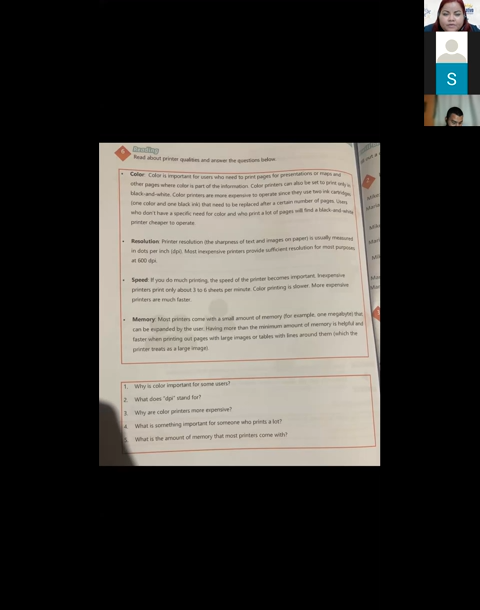 6 Reading
Read about printer qualities and answer the questions below.
• Color: Color is important for users who need to print pages for presentations or maps and
other pages where color is part of the information. Color printers can also be set to print only in
black-and-white. Color printers are more expensive to operate since they use two ink cartridges
(one color and one black ink) that need to be replaced after a certain number of pages. Users
who don't have a specific need for color and who print a lot of pages will find a black-and-white
printer cheaper to operate.
• Resolution: Printer resolution (the sharpness of text and images on paper) is usually measured
in dots per inch (dpi). Most inexpensive printers provide sufficient resolution for most purposes
at 600 dpi.
• Speed: If you do much printing, the speed of the printer becomes important. Inexpensive
printers print only about 3 to 6 sheets per minute. Color printing is slower. More expensive
printers are much faster.
• Memory: Most printers come with a small amount of memory (for example, one megabyte) that
can be expanded by the user. Having more than the minimum amount of memory is helpful and
faster when printing out pages with large images or tables with lines around them (which the
printer treats as a large image).
1. Why is color important for some users?
2. What does "dpi" stand for?
3. Why are color printers more expensive?
4. What is something important for someone who prints a lot?
5. What is the amount of memory that most printers come with?
S